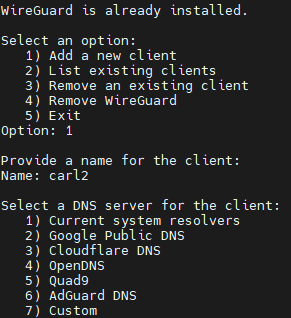 WireGuard is already installed.
Select an option:
1) Add a new client
2) List existing clients
3) Remove an existing client
4) Remove WireGuard
5) Exit
Option: 1
Provide a name for the client:
Name: carl2
Select a DNS server for the client:
1) Current system resolvers
2) Google Public DNS
3) Cloudflare DNS
4) OpenDNS
5) Quad9
6) AdGuard DNS
7) Custom